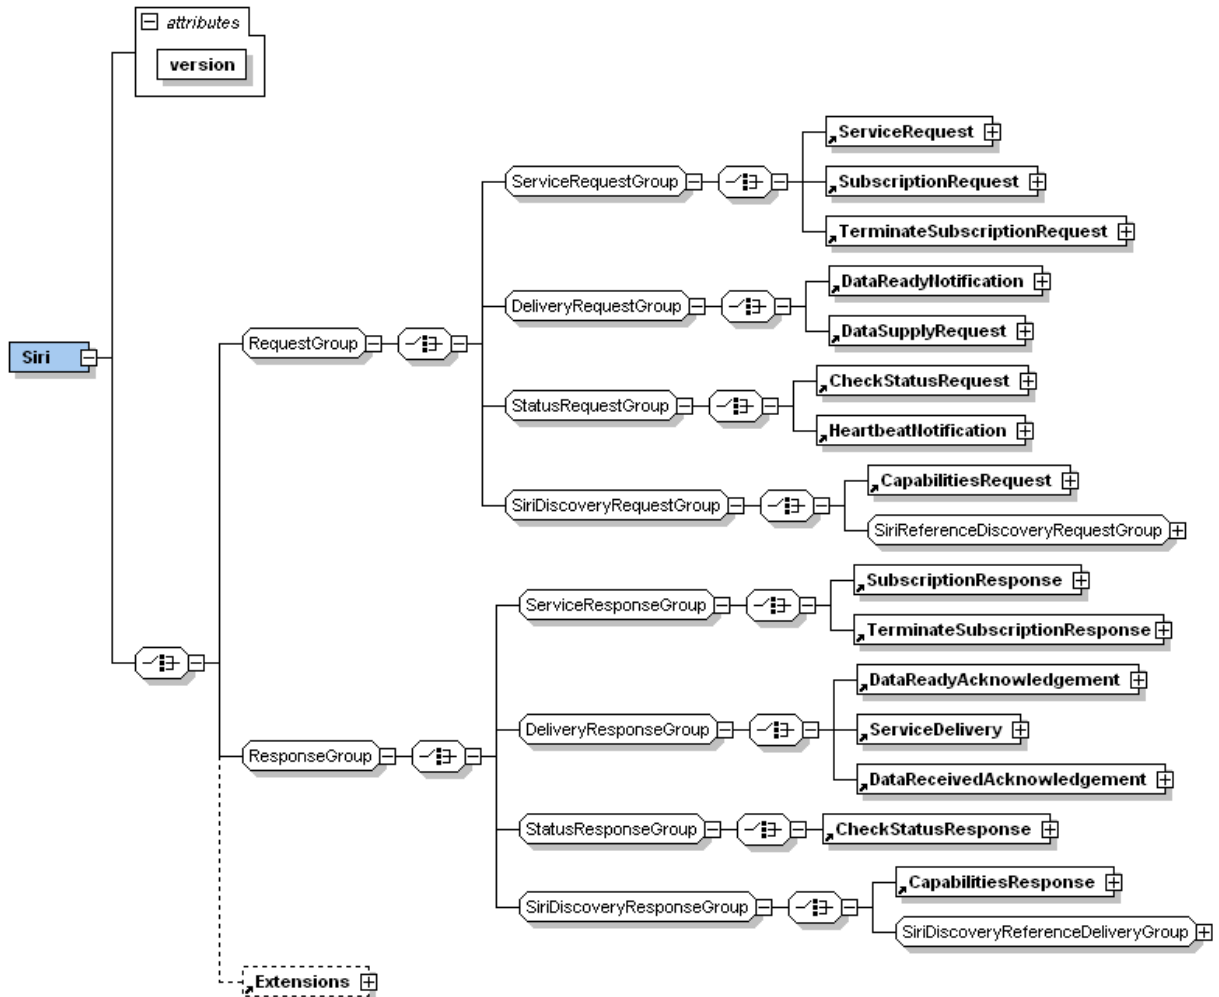 attributes
version
ServiceRequest
ServiceRequestGroup
SubscriptionRequest
TerminateSubscriptionRequest
DataReadyNotification
DeliveryRequestGroup
DataSupplyRequest
RequestGroup
Siri
CheckStatusRequest
StatusRequestGroup
HeartbeatNotification
CapabilitiesRequest
SiriDiscoveryRequestGroup
SiriReferenceDiscoveryRequestGroup
SubscriptionResponse
ServiceResponseGroup
TerminateSubscriptionResponse
DataReadyAcknowledgement
DeliveryResponseGroup
ServiceDelivery
ResponseGroup
DataReceivedAcknowledgement
StatusResponseGroup
CheckStatusResponse
CapabilitiesResponse
SiriDiscoveryResponseGroup
SiriDiscoveryReferenceDeliveryGroup
Extensions